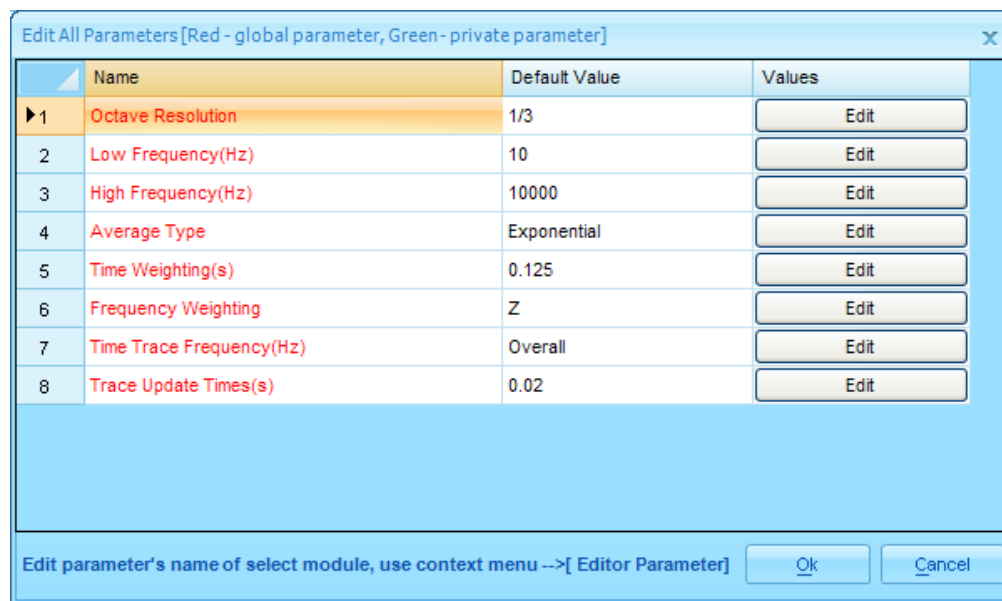 Edit All Parameters [Red - global parameter, Green - private parameter]
Name Default Value Values
1 Octave Resolution 1/3 Edit
2 Low Frequency(Hz) 10 Edit
3 High Frequency(Hz) 10000 Edit
4 Average Type Exponential Edit
5 Time Weighting(s) 0.125 Edit
6 Frequency Weighting Z Edit
7 Time Trace Frequency(Hz) Overall Edit
8 Trace Update Times(s) 0.02 Edit
Edit parameter's name of select module, use context menu -->[ Editor Parameter] Ok Cancel